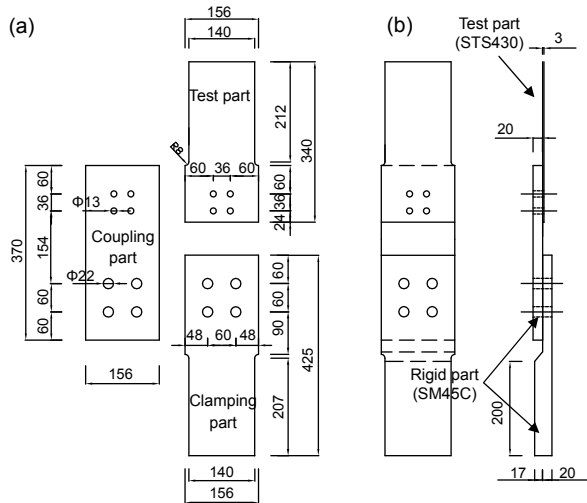 (a)
156
140
Test part
R8
212
340
60 36 60
60
36
24
60
36
154
60
60
370
Φ13
Coupling
part
Φ22
156
60
60
90
48 60 48
425
207
Clamping
part
140
156
(b)
Test part
(STS430)
3
20
Rigid part
(SM45C)
200
17 20